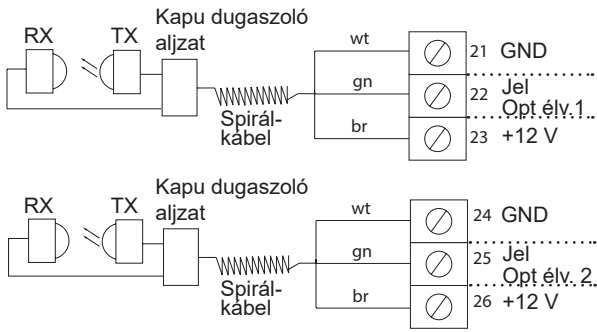 Kapu dugaszoló
aljzat
RX
TX
wt
21 GND
gn
22 Jel
Opt élv.1
Spirál-
kábel
br
23 +12 V
Kapu dugaszoló
aljzat
RX
TX
wt
24 GND
gn
25 Jel
Opt élv. 2
Spirál-
kábel
br
26 +12 V